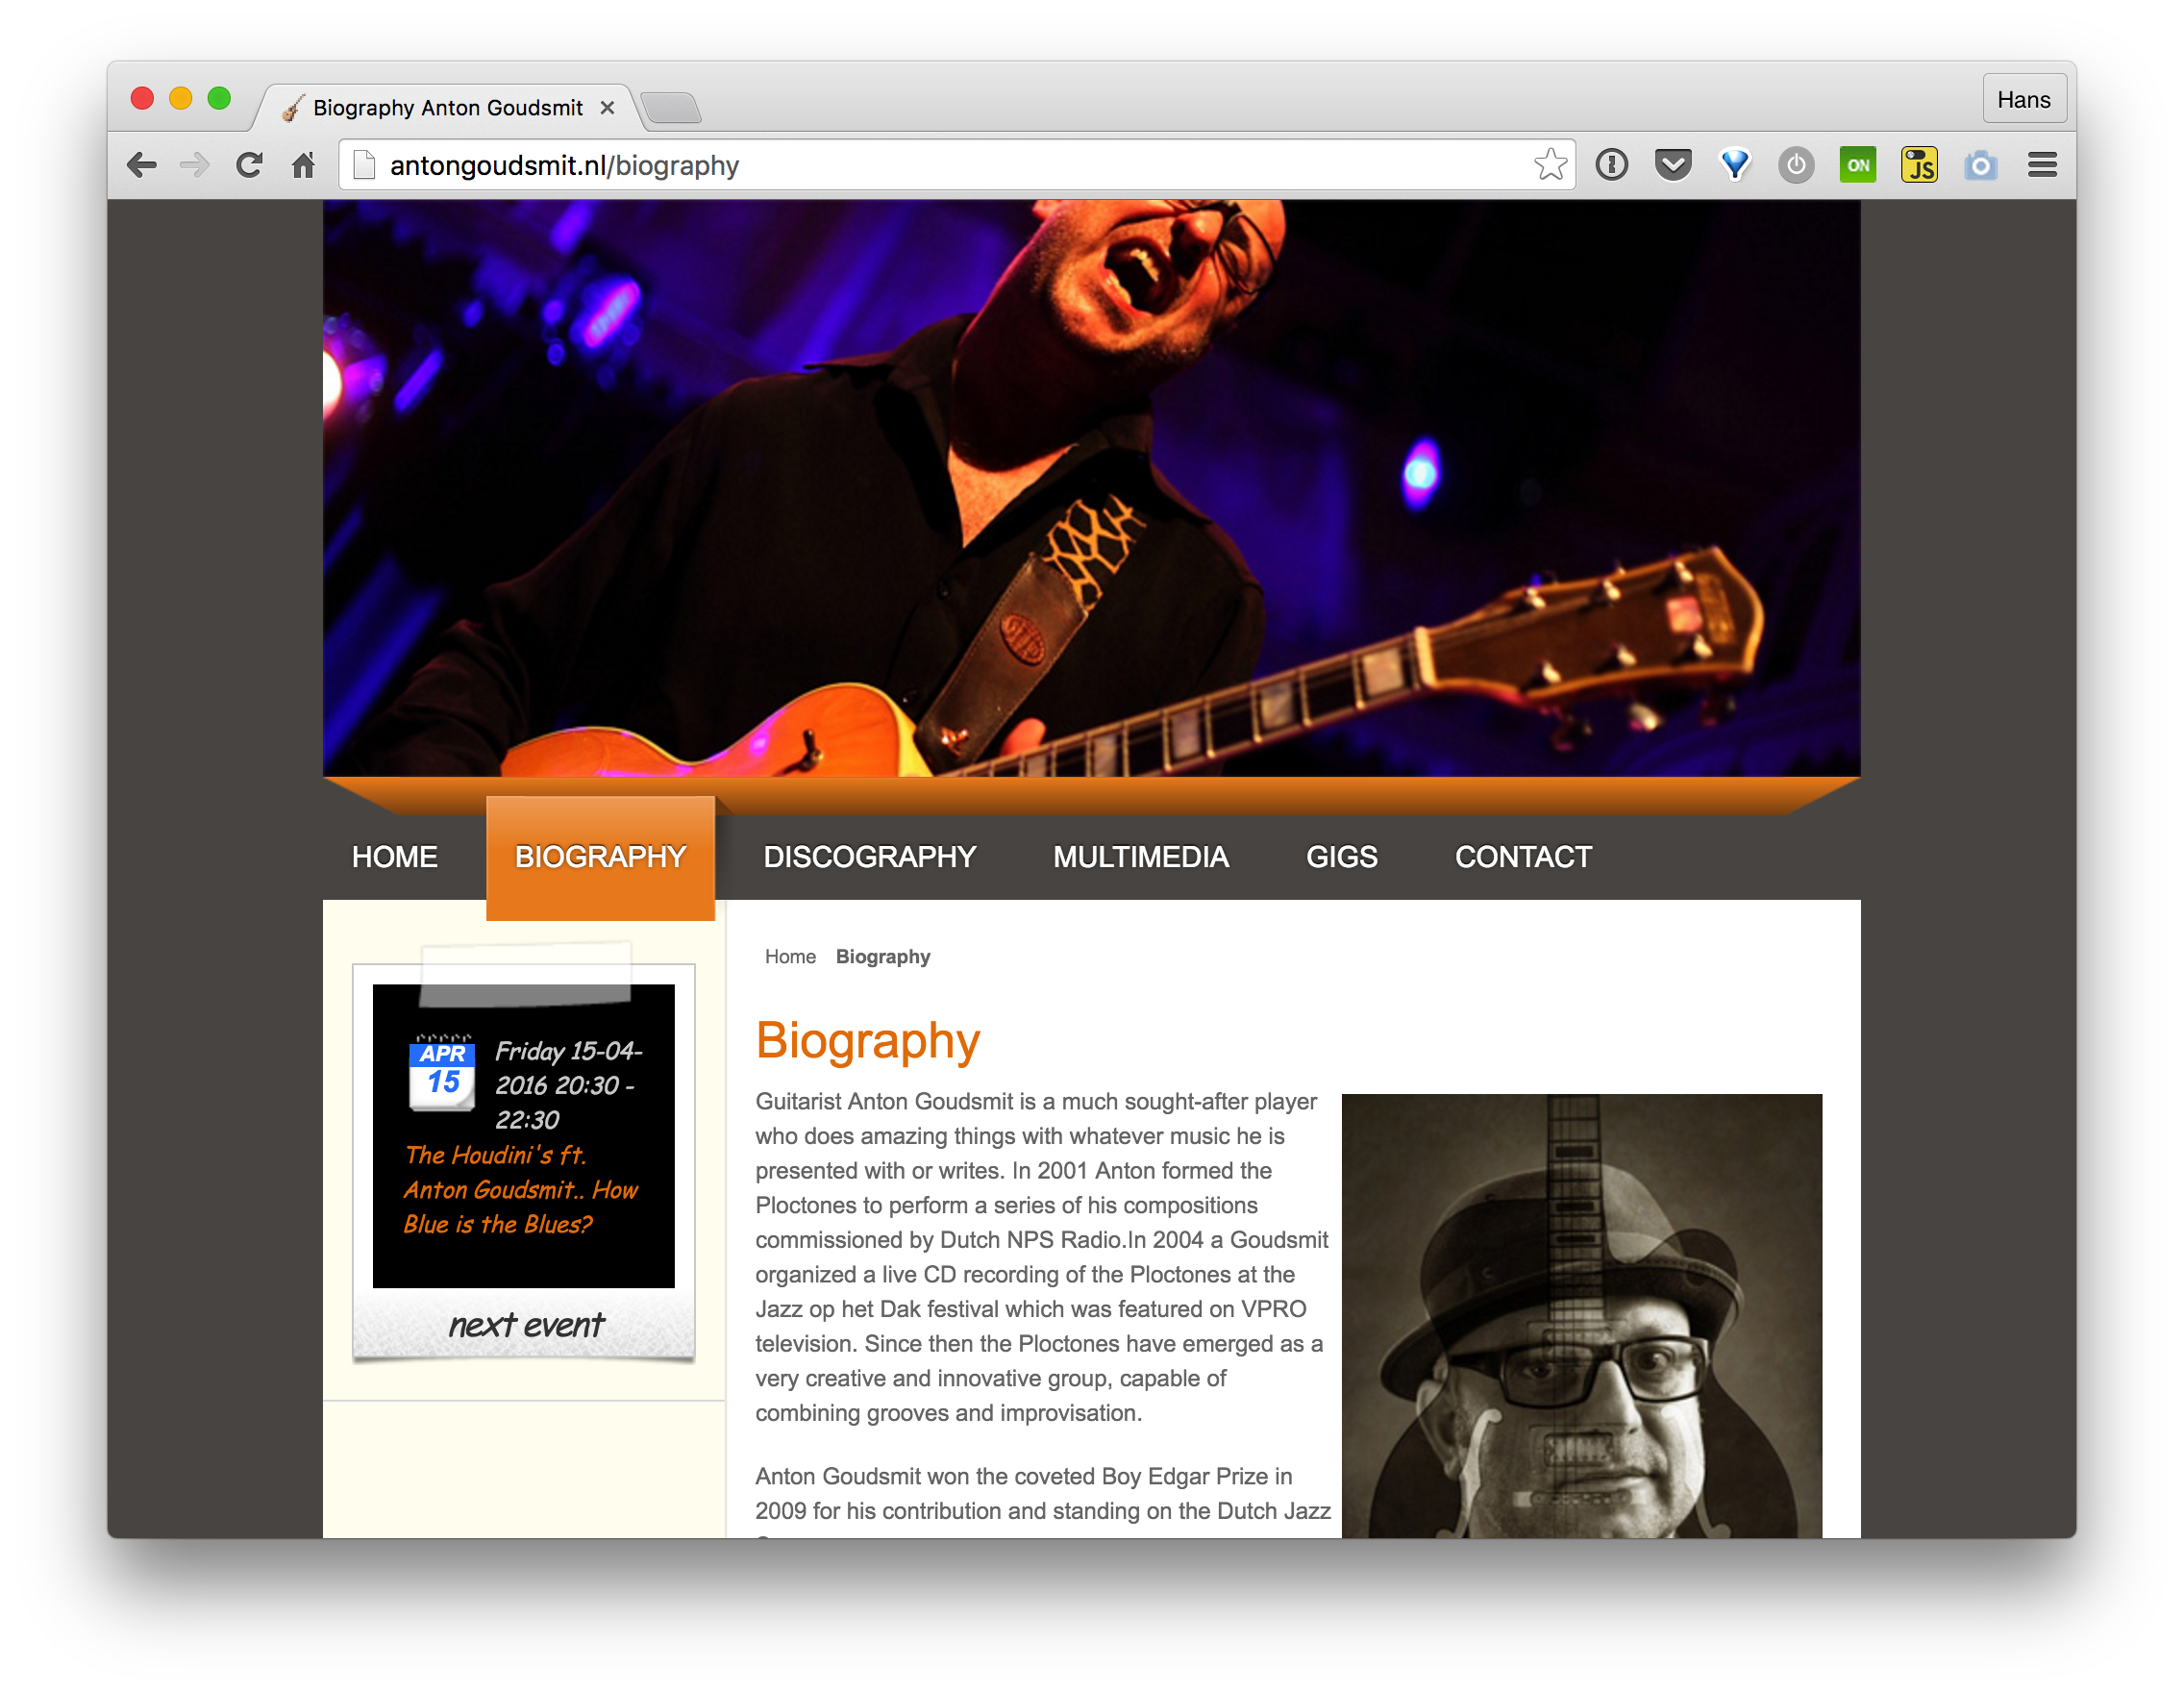 Biography Anton Goudsmit
Hans
antongoudsmit.nl/biography
ON
JS
HOME BIOGRAPHY DISCOGRAPHY MULTIMEDIA GIGS CONTACT
APR
15
Friday 15-04-
2016 20:30 -
22:30
The Houdini's ft.
Anton Goudsmit.. How
Blue is the Blues?
next event
Home Biography
Biography
Guitarist Anton Goudsmit is a much sought-after player
who does amazing things with whatever music he is
presented with or writes. In 2001 Anton formed the
Ploctones to perform a series of his compositions
commissioned by Dutch NPS Radio.In 2004 a Goudsmit
organized a live CD recording of the Ploctones at the
Jazz op het Dak festival which was featured on VPRO
television. Since then the Ploctones have emerged as a
very creative and innovative group, capable of
combining grooves and improvisation.
Anton Goudsmit won the coveted Boy Edgar Prize in
2009 for his contribution and standing on the Dutch Jazz